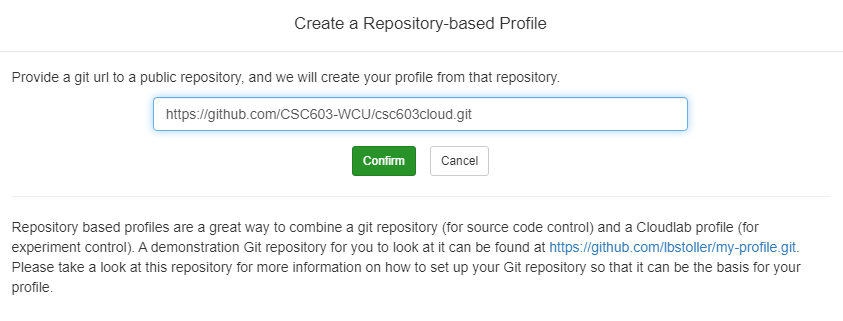 Create a Repository-based Profile
Provide a git url to a public repository, and we will create your profile from that repository.
https://github.com/CSC603-WCU/csc603cloud.git
Confirm Cancel
Repository based profiles are a great way to combine a git repository (for source code control) and a Cloudlab profile (for
experiment control). A demonstration Git repository for you to look at it can be found at https://github.com/lbstoller/my-profile.git.
Please take a look at this repository for more information on how to set up your Git repository so that it can be the basis for your
profile.